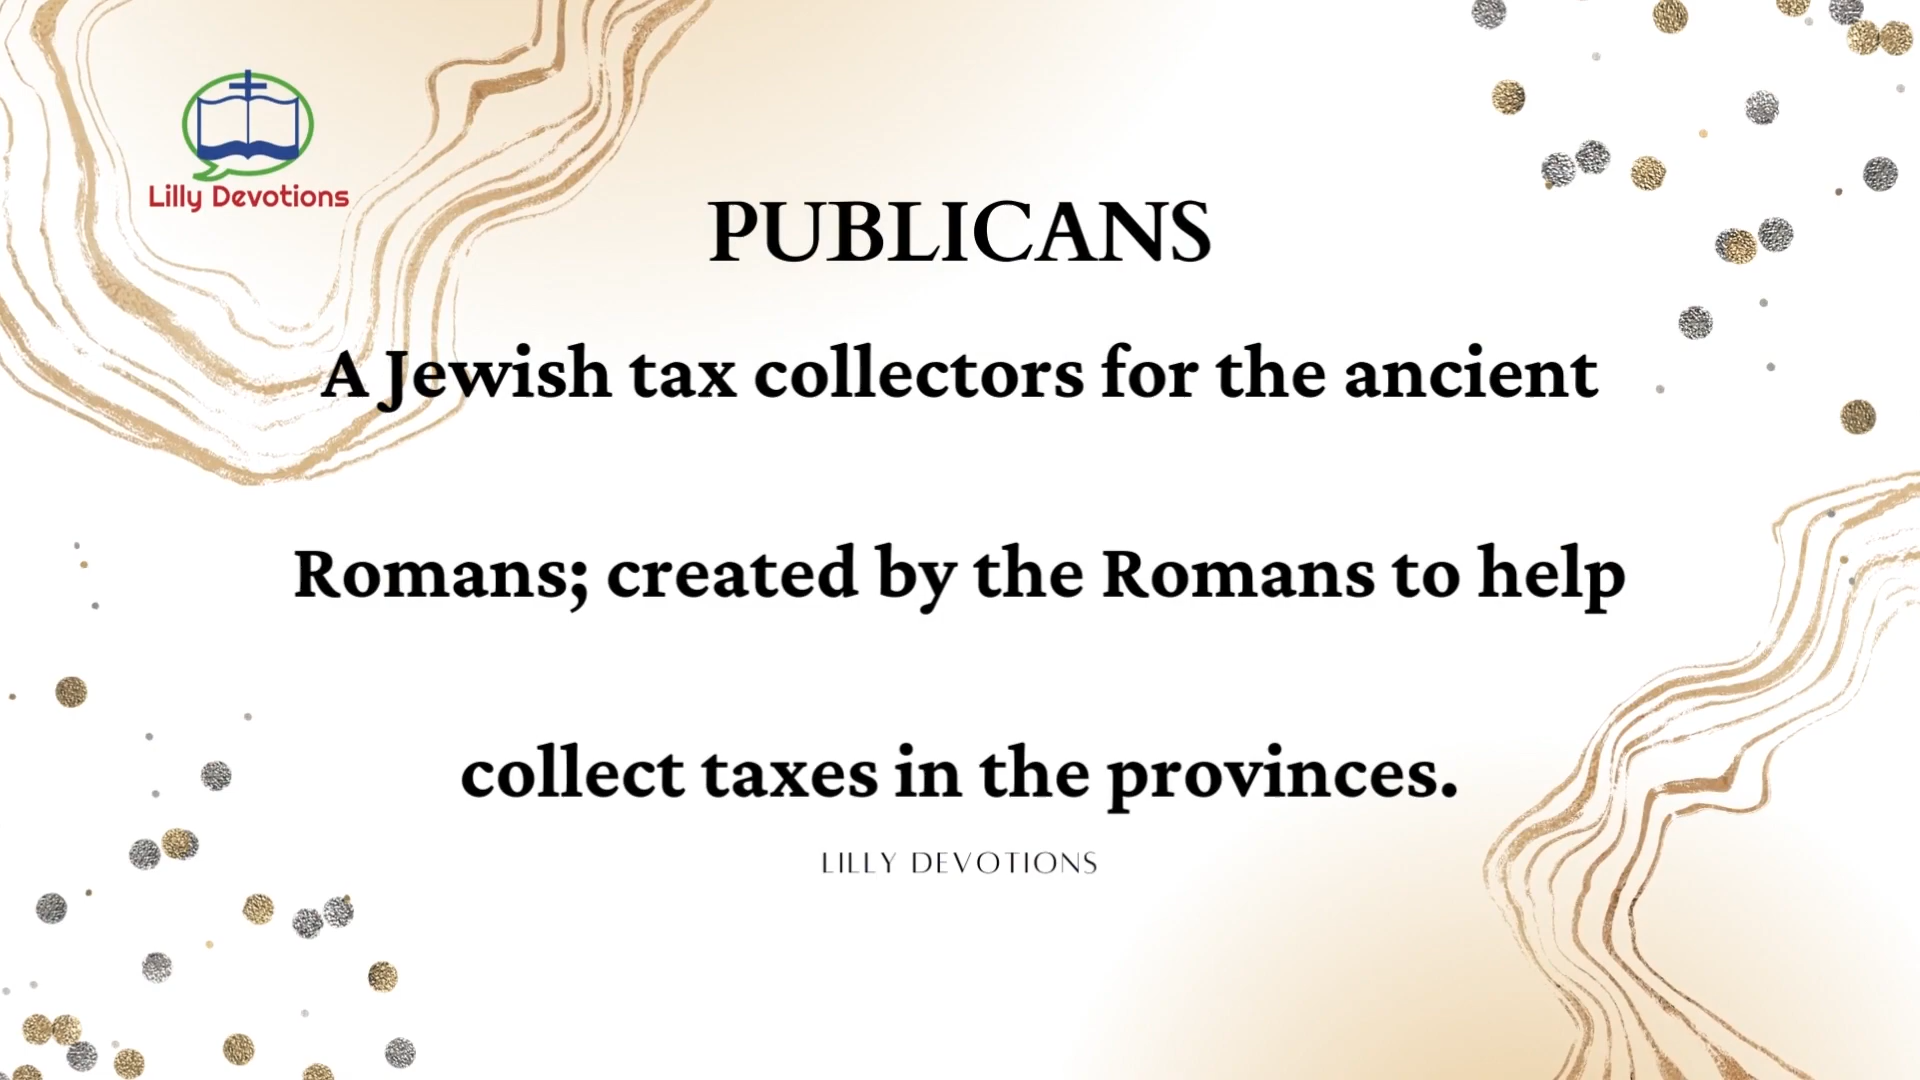 Lilly Devotions
PUBLICANS
A Jewish tax collectors for the ancient
Romans; created by the Romans to help
collect taxes in the provinces.
LILLY DEVOTIONS